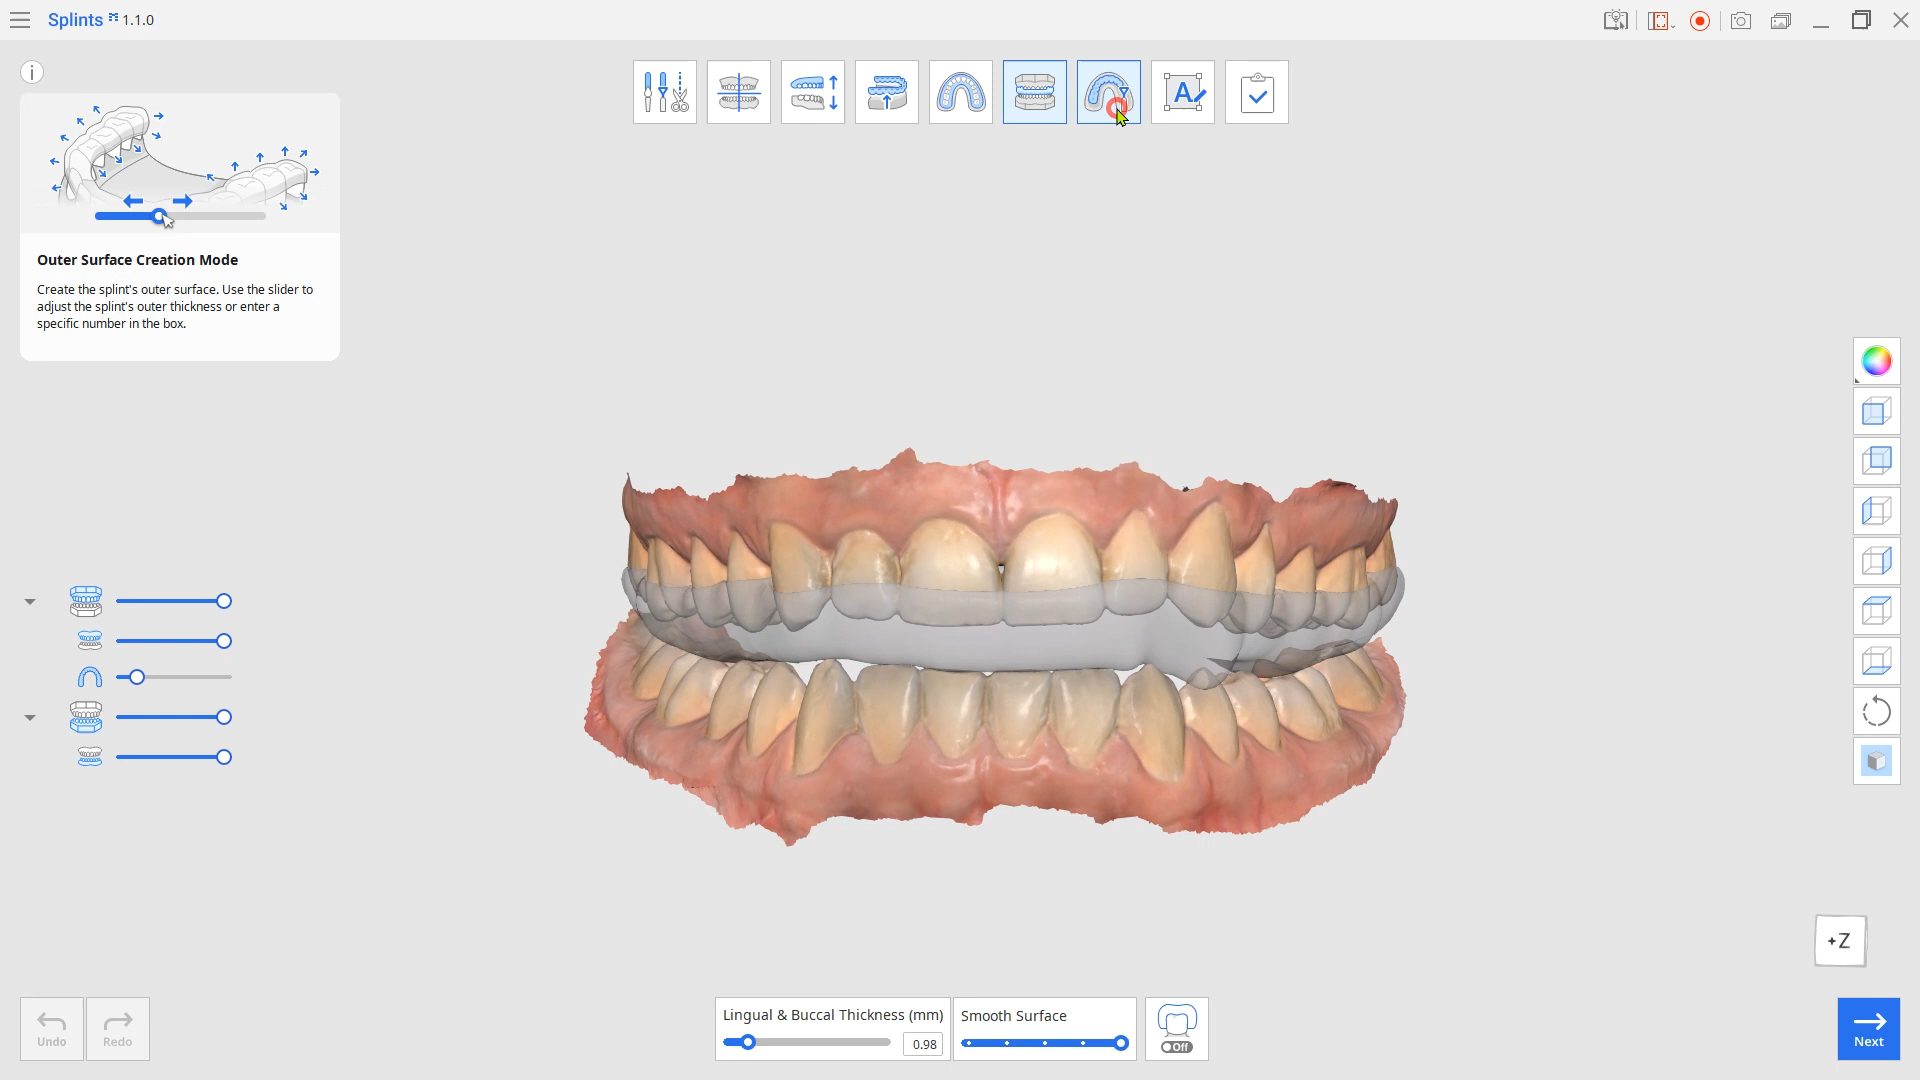 Splints 1.1.0
i
A
Outer Surface Creation Mode
Create the splint's outer surface. Use the slider to
adjust the splint's outer thickness or enter a
specific number in the box.
+Z
Undo
Redo
Lingual & Buccal Thickness (mm)
0.98
Smooth Surface
Off
Next